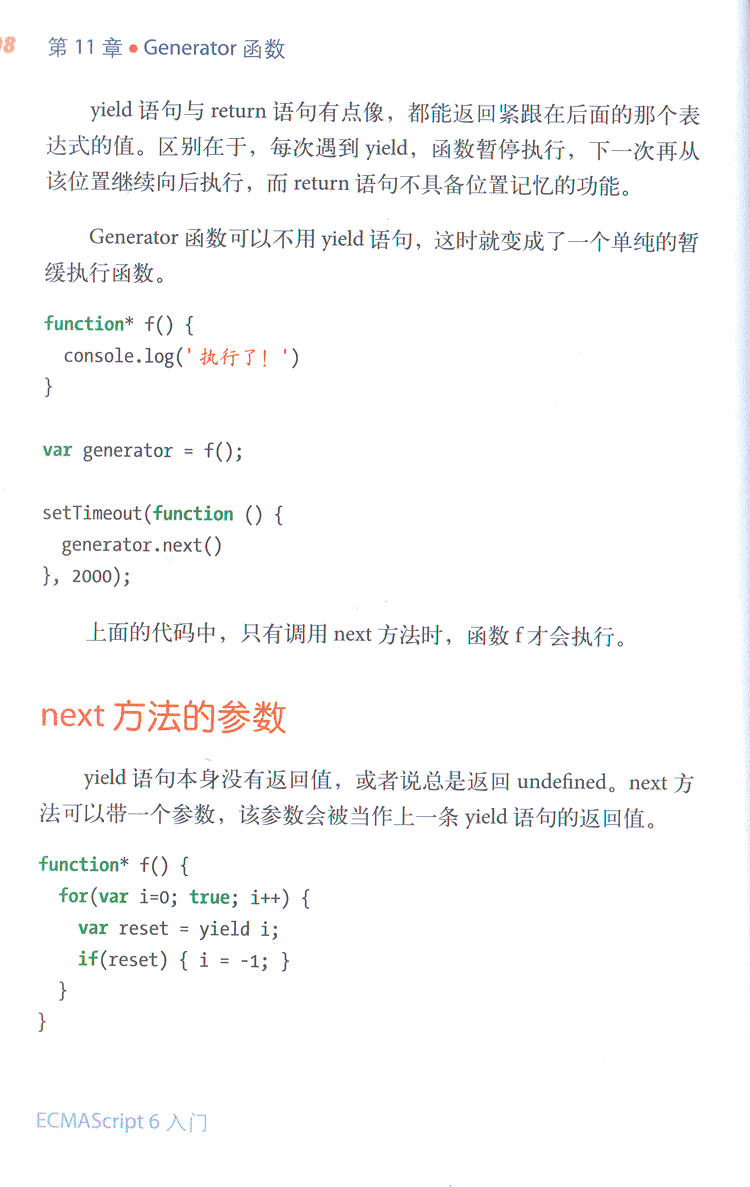 08 第 11 章 • Generator 函数
yield 语句与 return 语句有点像，都能返回紧跟在后面的那个表
达式的值。区别在于，每次遇到 yield，函数暂停执行，下一次再从
该位置继续向后执行，而 return 语句不具备位置记忆的功能。
Generator 函数可以不用 yield 语句，这时就变成了一个单纯的暂
缓执行函数。
function* f() {
  console.log('执行了！')
}
var generator = f();
setTimeout(function () {
  generator.next()
}, 2000);
上面的代码中，只有调用 next 方法时，函数 f 才会执行。
next 方法的参数
yield 语句本身没有返回值，或者说总是返回 undefined。next 方
法可以带一个参数，该参数会被当作上一条 yield 语句的返回值。
function* f() {
  for(var i=0; true; i++) {
    var reset = yield i;
    if(reset) { i = -1; }
  }
}
ECMAScript 6 入门